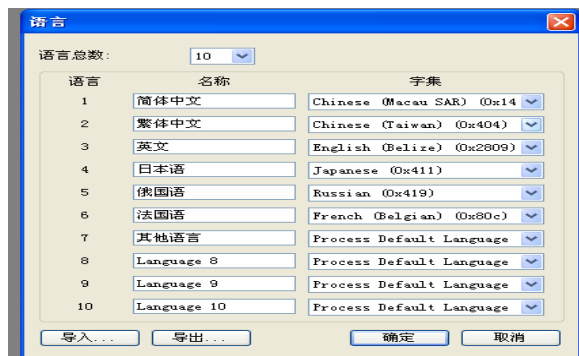 语言
语言总数: 10
语言 名称 字集
1 简体中文 Chinese (Macau SAR) (0x14
2 繁体中文 Chinese (Taiwan) (0x404)
3 英文 English (Belize) (0x2809)
4 日本语 Japanese (0x411)
5 俄国语 Russian (0x419)
6 法国语 French (Belgian) (0x80c)
7 其他语言 Process Default Language
8 Language 8 Process Default Language
9 Language 9 Process Default Language
10 Language 10 Process Default Language
导入... 导出... 确定 取消